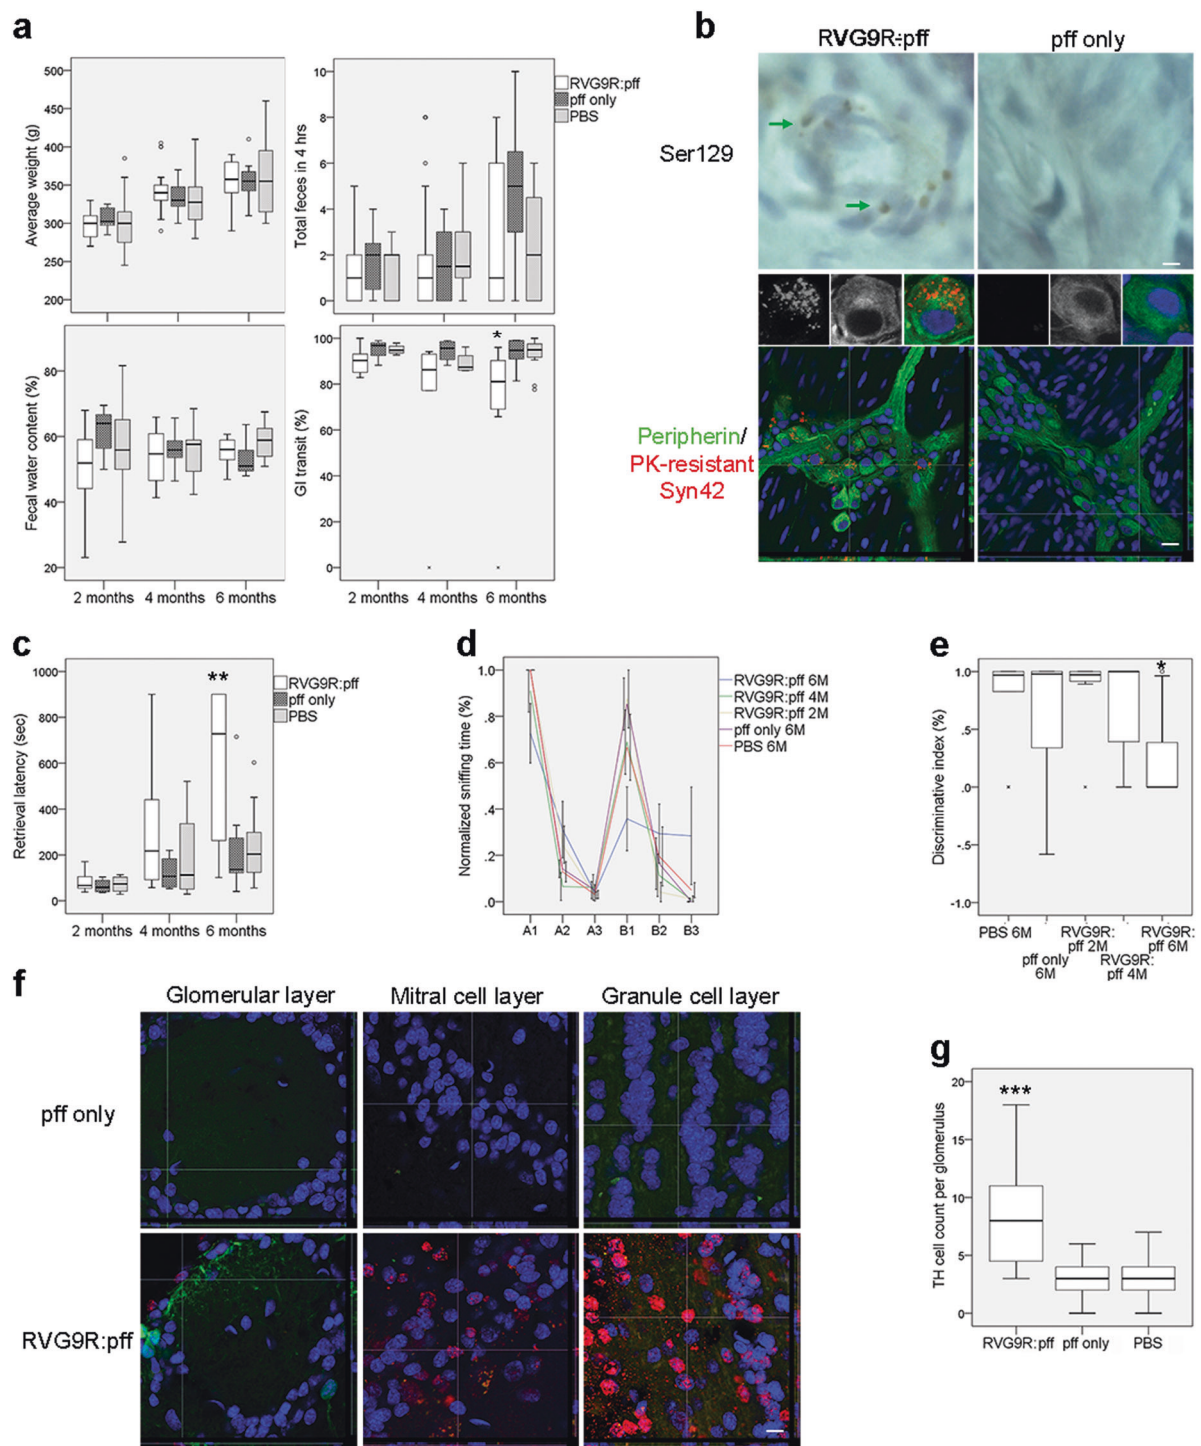 a
500
450
400
350
300
250
200
Average weight (g)
10
8
6
4
2
0
Total feces in 4 hrs
RVG9R:pff
pff only
PBS
80
60
40
20
Fecal water content (%)
2 months
4 months
6 months
100
80
60
40
20
0
GI transit (%)
*
2 months
4 months
6 months
b
RVG9R:pff
pff only
Ser129
Peripherin/
PK-resistant
Syn42
c
1000
800
600
400
200
0
Retrieval latency (sec)
**
RVG9R:pff
pff only
PBS
2 months
4 months
6 months
d
1.0
.8
.6
.4
.2
.0
Normalized sniffing time (%)
A1
A2
A3
B1
B2
B3
RVG9R:pff 6M
RVG9R:pff 4M
RVG9R:pff 2M
pff only 6M
PBS 6M
e
1.0
.5
.0
-.5
-1.0
Discriminative index (%)
*
PBS 6M
pff only
6M
RVG9R:
pff 2M
RVG9R:
pff 4M
RVG9R:
pff 6M
f
Glomerular layer
Mitral cell layer
Granule cell layer
pff only
RVG9R:pff
g
20
15
10
5
0
TH cell count per glomerulus
***
RVG9R:pff
pff only
PBS